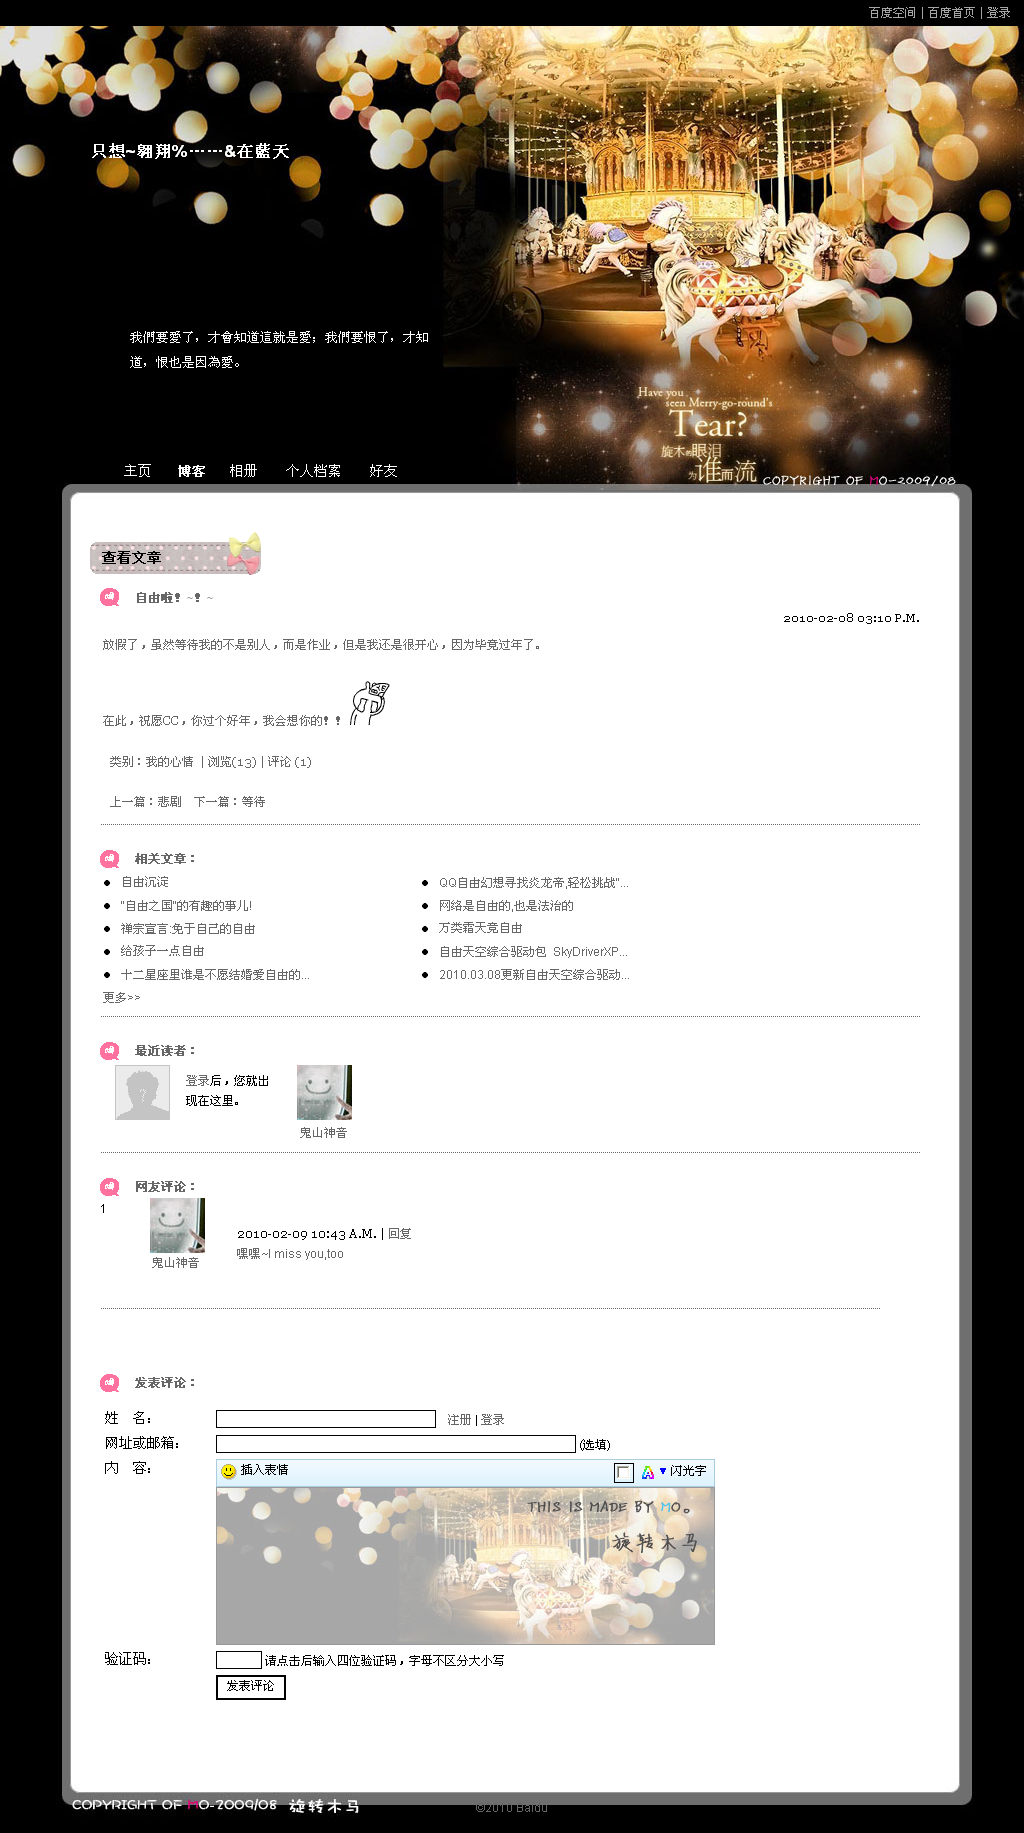 百度空间 | 百度首页 | 登录
只想~翱翔%……&在藍天
我們要愛了，才會知道這就是愛；我們要恨了，才知
道，恨也是因為愛。
Have you
seen Merry-go-round's
Tear?
旋木的眼泪
为谁而流
主页 博客 相册 个人档案 好友
COPYRIGHT OF MO-2009/08
查看文章
自由啦！~！~
2010-02-08 03:10 P.M.
放假了，虽然等待我的不是别人，而是作业，但是我还是很开心，因为毕竟过年了。
在此，祝愿CC，你过个好年，我会想你的！！
类别：我的心情 | 浏览(13) | 评论 (1)
上一篇：悲剧 下一篇：等待
相关文章：
自由沉淀 QQ自由幻想寻找炎龙帝,轻松挑战"...
"自由之国"的有趣的事儿! 网络是自由的,也是法治的
禅宗宣言:免于自己的自由 万类霜天竞自由
给孩子一点自由 自由天空综合驱动包 SkyDriverXP...
十二星座里谁是不愿结婚爱自由的... 2010.03.08更新自由天空综合驱动...
更多>>
最近读者：
登录后，您就出
现在这里。
鬼山神音
网友评论：
1
2010-02-09 10:43 A.M. | 回复
嘿嘿~I miss you,too
鬼山神音
发表评论：
姓 名： 注册 | 登录
网址或邮箱： (选填)
内 容： 插入表情 闪光字
THIS IS MADE BY MO。
旋转木马
验证码： 请点击后输入四位验证码，字母不区分大小写
发表评论
COPYRIGHT OF MO-2009/08 旋转木马
©2010 Baidu